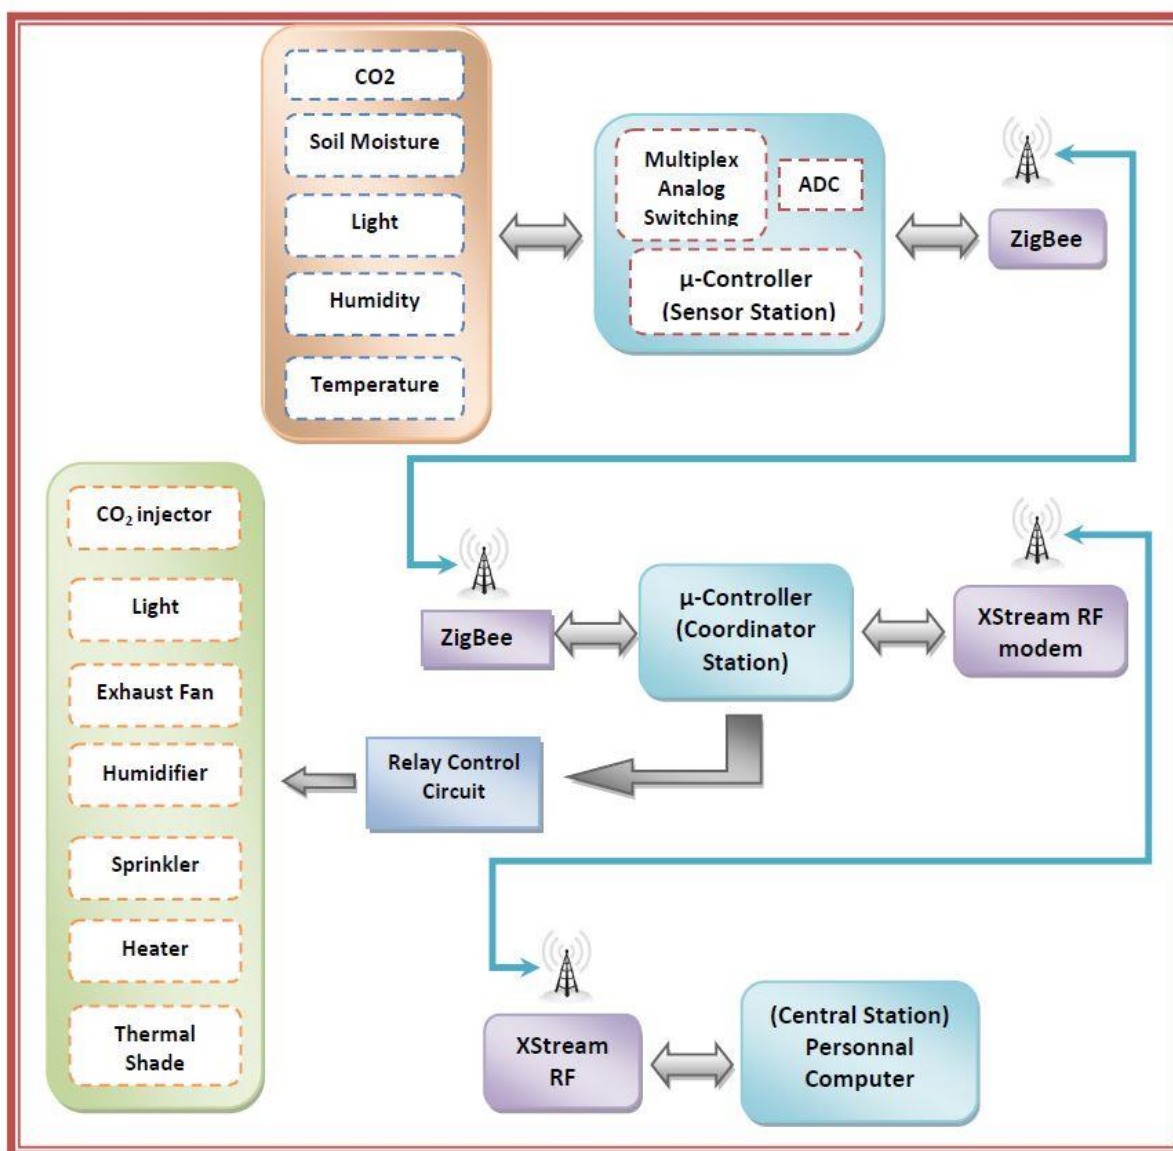 CO2
Soil Moisture
Light
Humidity
Temperature
Multiplex
Analog
Switching
ADC
μ-Controller
(Sensor Station)
ZigBee
CO₂ injector
Light
Exhaust Fan
Humidifier
Sprinkler
Heater
Thermal
Shade
ZigBee
μ-Controller
(Coordinator
Station)
XStream RF
modem
Relay Control
Circuit
XStream
RF
(Central Station)
Personnal
Computer